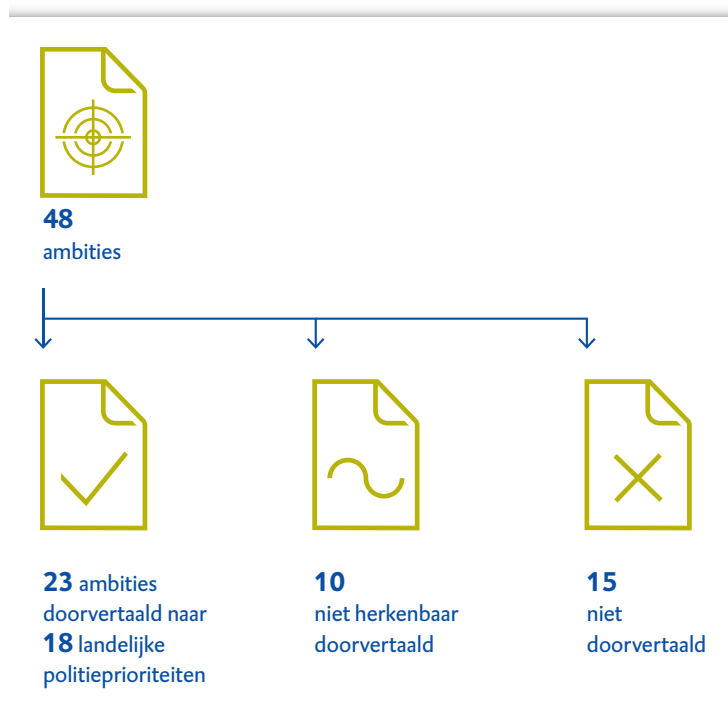 48
ambities
23 ambities
doorvertaald naar
18 landelijke
politieprioriteiten
10
niet herkenbaar
doorvertaald
15
niet
doorvertaald